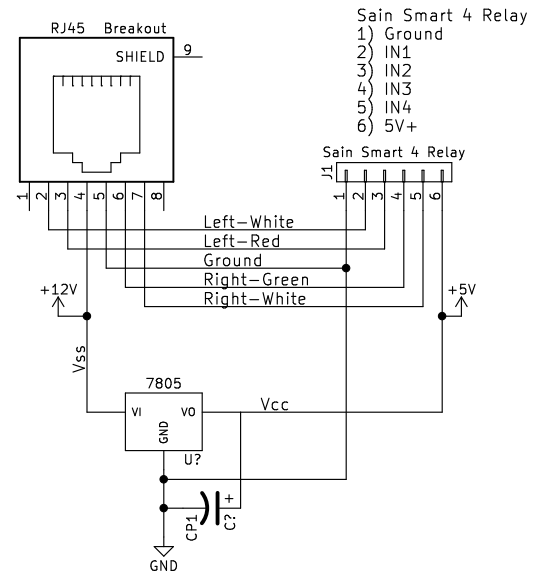 Sain Smart 4 Relay
1) Ground
2) IN1
3) IN2
4) IN3
5) IN4
6) 5V+
RJ45 Breakout
SHIELD
9
Sain Smart 4 Relay
J1
1 2 3 4 5 6 7 8
1 2 3 4 5 6
Left-White
Left-Red
Ground
Right-Green
Right-White
+12V
+5V
Vss
7805
VI
VO
GND
U?
Vcc
CP1
+
C?
GND